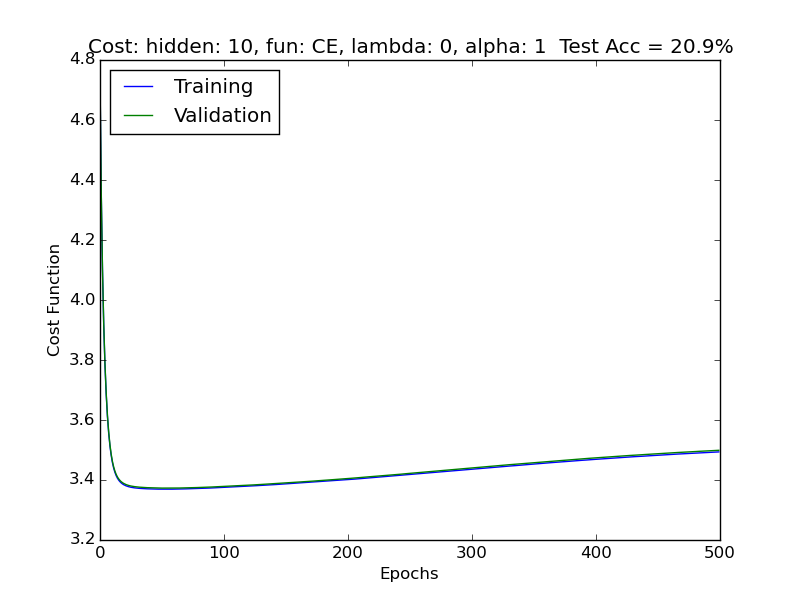 Cost: hidden: 10, fun: CE, lambda: 0, alpha: 1  Test Acc = 20.9%
4.8
Training
Validation
4.6
4.4
4.2
4.0
3.8
3.6
3.4
3.2
Cost Function
0 100 200 300 400 500
Epochs